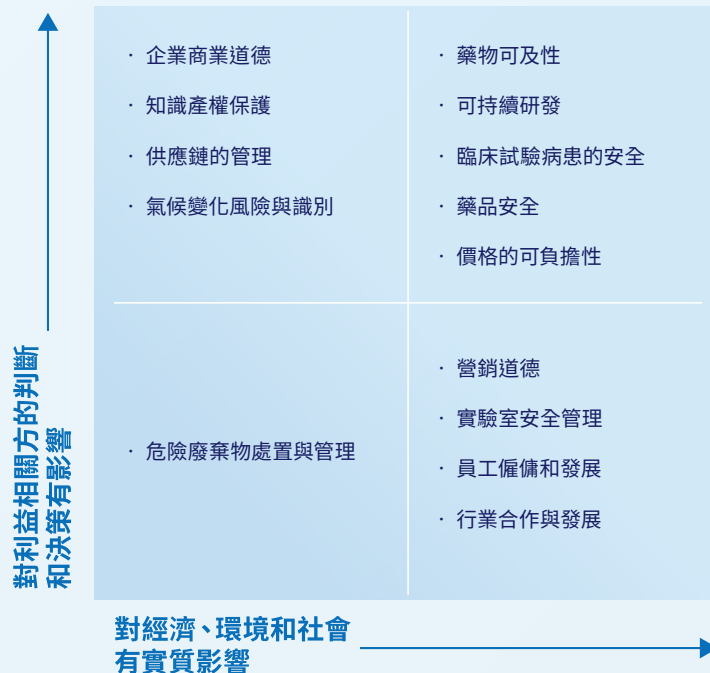 · 企業商業道德
· 知識產權保護
· 供應鏈的管理
· 氣候變化風險與識別
· 藥物可及性
· 可持續研發
· 臨床試驗病患的安全
· 藥品安全
· 價格的可負擔性
· 危險廢棄物處置與管理
· 營銷道德
· 實驗室安全管理
· 員工僱傭和發展
· 行業合作與發展
對利益相關方的判斷
和決策有影響
對經濟、環境和社會
有實質影響